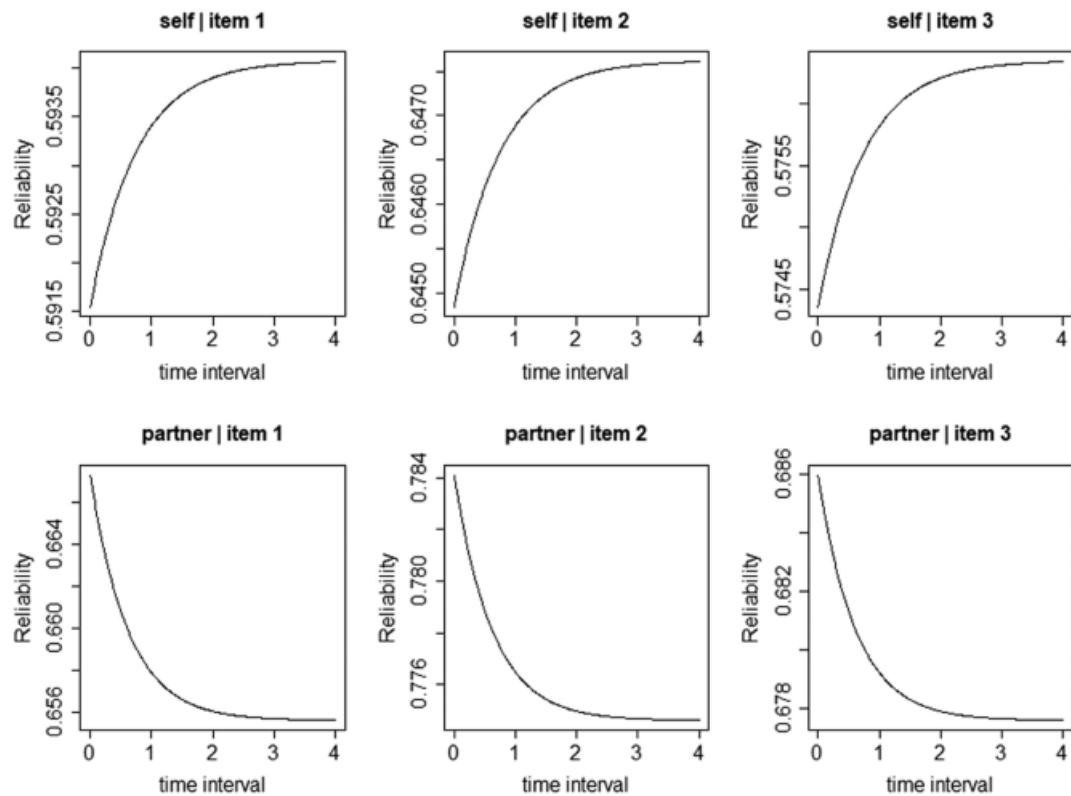 self | item 1
self | item 2
self | item 3
Reliability
0.5915 0.5925 0.5935
0 1 2 3 4
time interval
Reliability
0.6450 0.6460 0.6470
0 1 2 3 4
time interval
Reliability
0.5745 0.5755
0 1 2 3 4
time interval
partner | item 1
partner | item 2
partner | item 3
Reliability
0.656 0.660 0.664
0 1 2 3 4
time interval
Reliability
0.776 0.780 0.784
0 1 2 3 4
time interval
Reliability
0.678 0.682 0.686
0 1 2 3 4
time interval